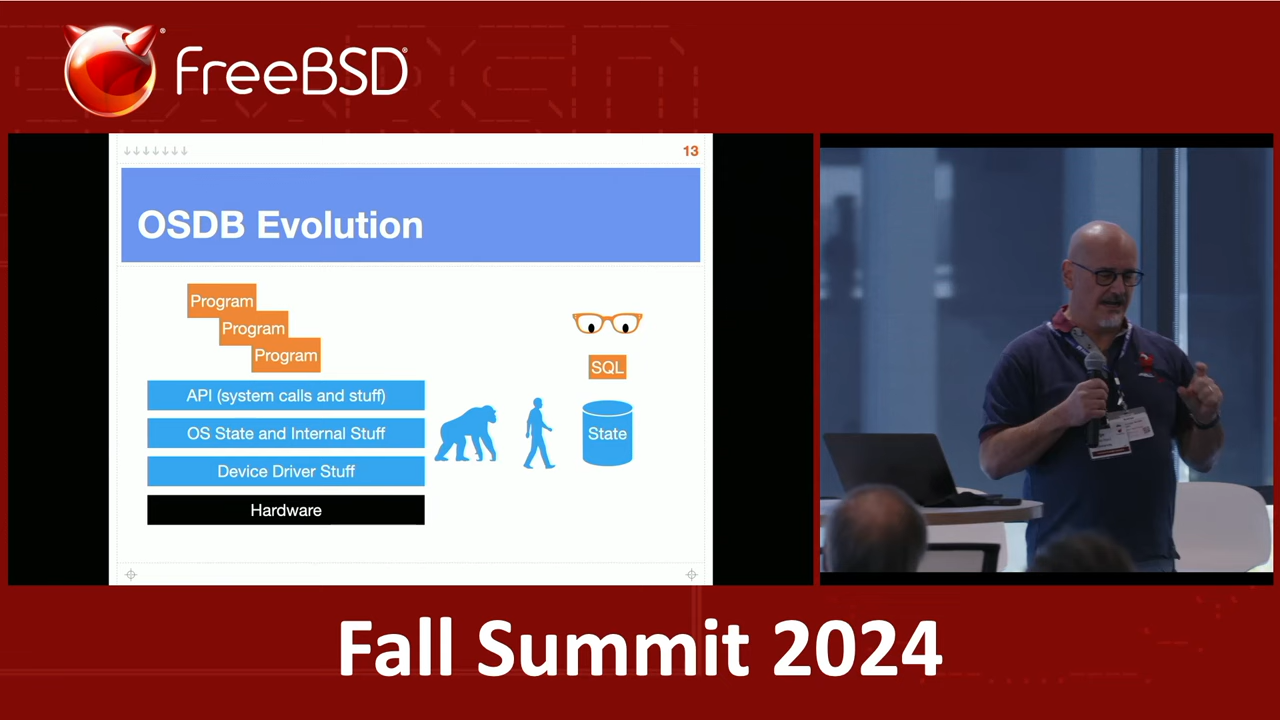 FreeBSD®
13
OSDB Evolution
Program
Program
Program
API (system calls and stuff)
OS State and Internal Stuff
Device Driver Stuff
Hardware
SQL
State
Fall Summit 2024